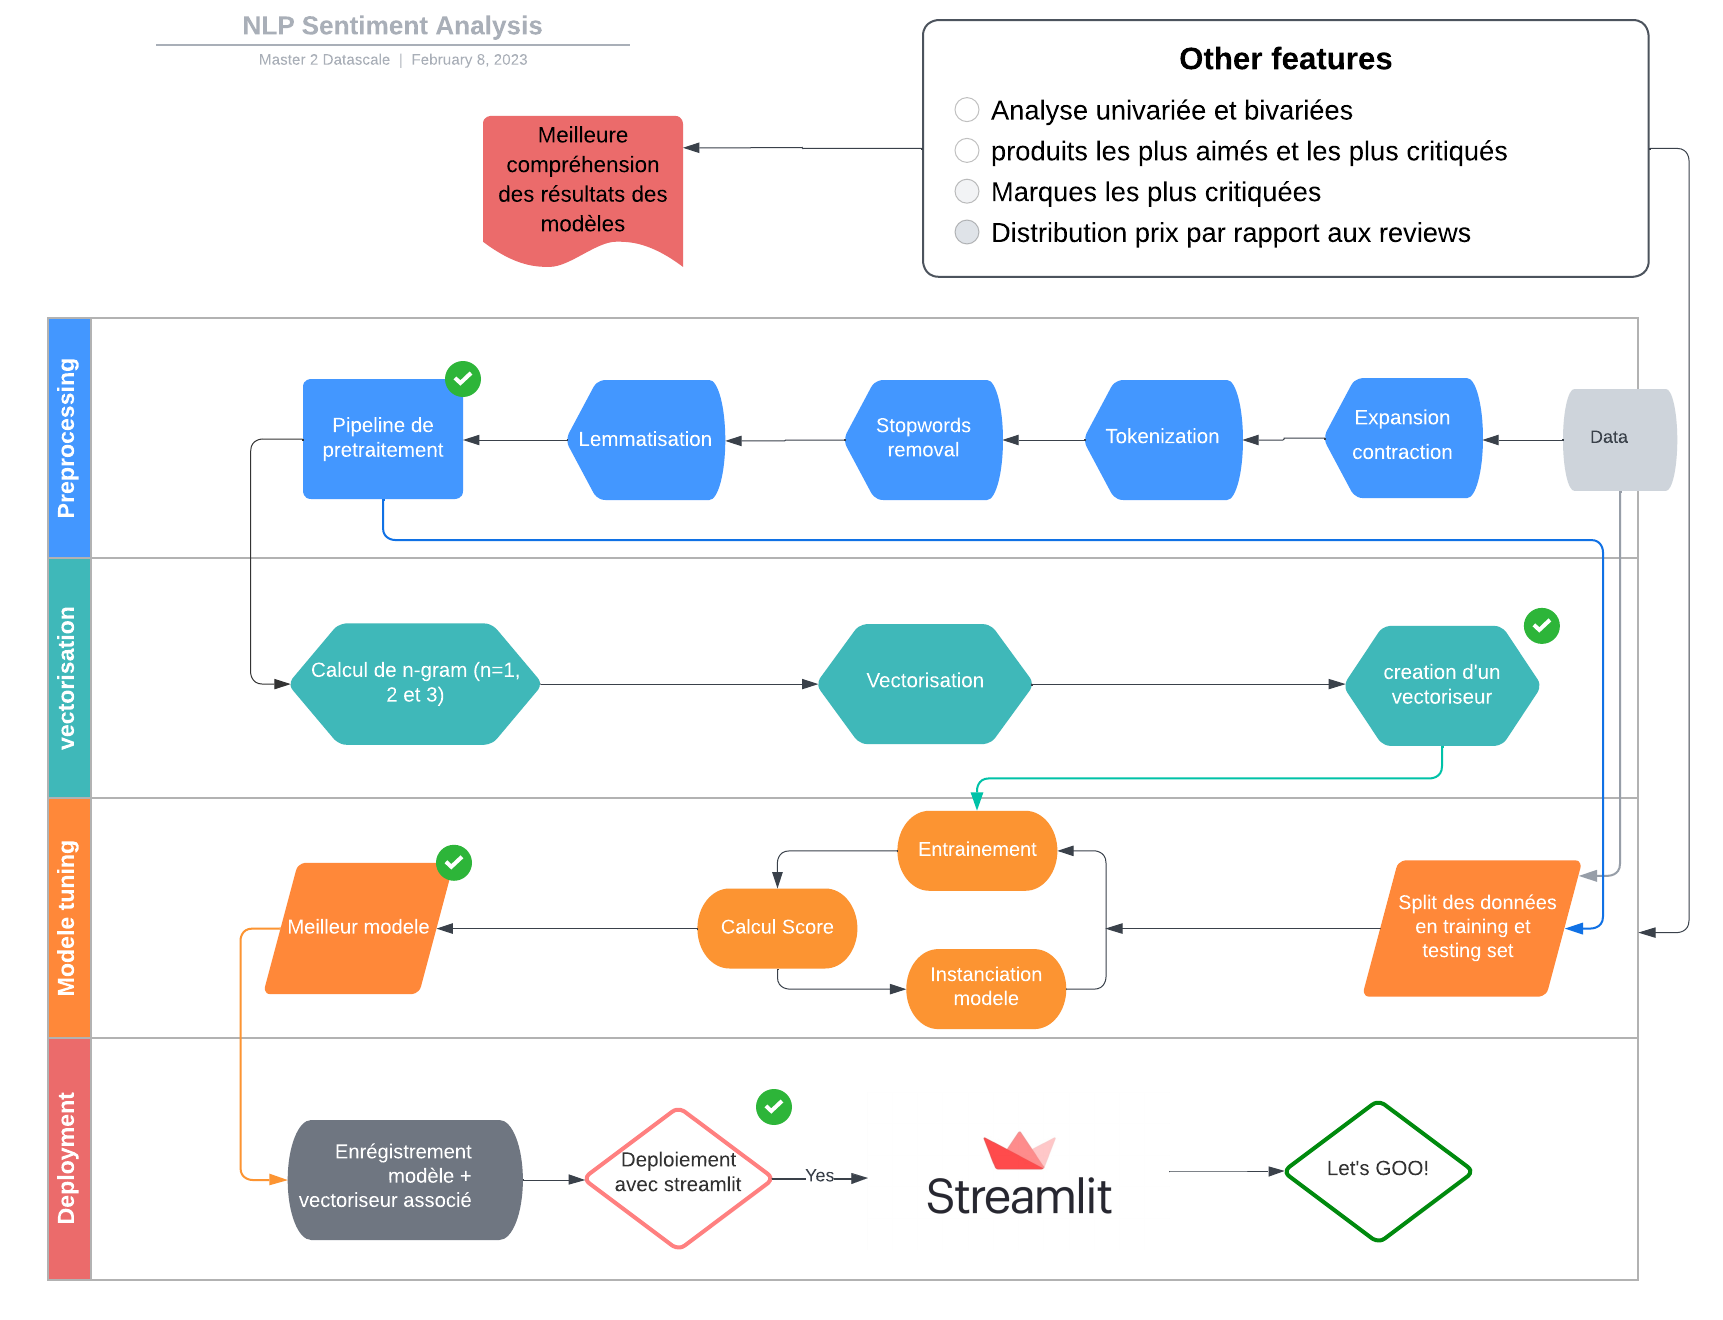 NLP Sentiment Analysis
Master 2 Datascale | February 8, 2023
Other features
Analyse univariée et bivariées
produits les plus aimés et les plus critiqués
Marques les plus critiquées
Distribution prix par rapport aux reviews
Meilleure
compréhension
des résultats des
modèles
Preprocessing
Pipeline de
pretraitement
Lemmatisation
Stopwords
removal
Tokenization
Expansion
contraction
Data
vectorisation
Calcul de n-gram (n=1,
2 et 3)
Vectorisation
creation d'un
vectoriseur
Modele tuning
Meilleur modele
Entrainement
Calcul Score
Instanciation
modele
Split des données
en training et
testing set
Deployment
Enrégistrement
modèle +
vectoriseur associé
Deploiement
avec streamlit
Yes
Streamlit
Let's GOO!